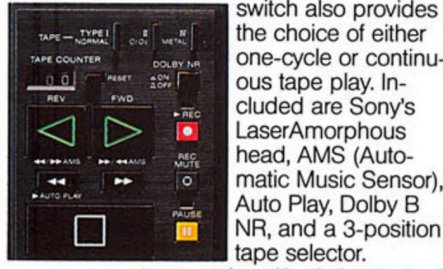 TAPE — TYPE I II IV
NORMAL CrO₂ METAL
TAPE COUNTER
DOLBY NR
00
RESET
▲ON
△OFF
REV FWD
►REC
◄◄/►►AMS ►►/◄◄AMS
REC
MUTE
►AUTO PLAY
PAUSE
switch also provides
the choice of either
one-cycle or continu-
ous tape play. In-
cluded are Sony's
LaserAmorphous
head, AMS (Auto-
matic Music Sensor),
Auto Play, Dolby B
NR, and a 3-position
tape selector.